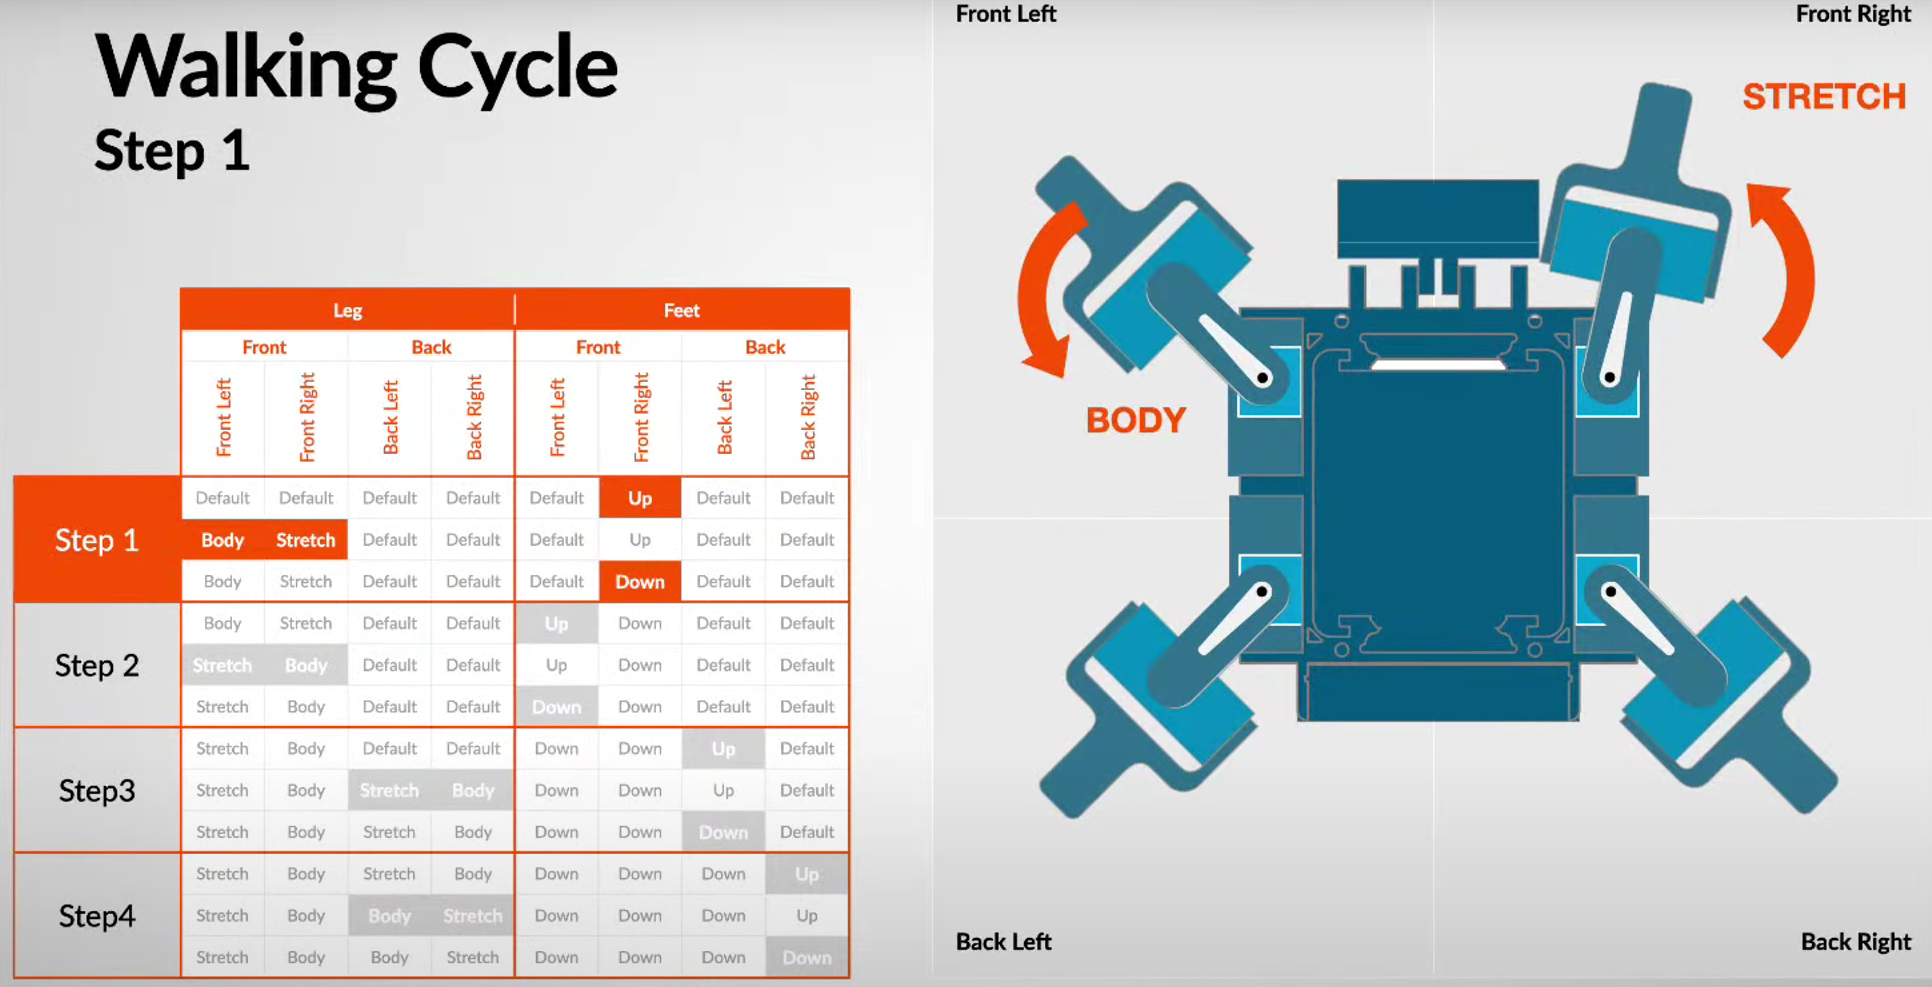 Walking Cycle
Step 1
Leg Feet
Front Back Front Back
Front Left Front Right Back Left Back Right Front Left Front Right Back Left Back Right
Step 1
Default Default Default Default Default Up Default Default
Body Stretch Default Default Default Up Default Default
Body Stretch Default Default Default Down Default Default
Step 2
Body Stretch Default Default Up Down Default Default
Stretch Body Default Default Up Down Default Default
Stretch Body Default Default Down Down Default Default
Step3
Stretch Body Default Default Down Down Up Default
Stretch Body Stretch Body Down Down Up Default
Stretch Body Stretch Body Down Down Down Default
Step4
Stretch Body Stretch Body Down Down Down Up
Stretch Body Body Stretch Down Down Down Up
Stretch Body Body Stretch Down Down Down Down
Front Left
Front Right
STRETCH
BODY
Back Left
Back Right